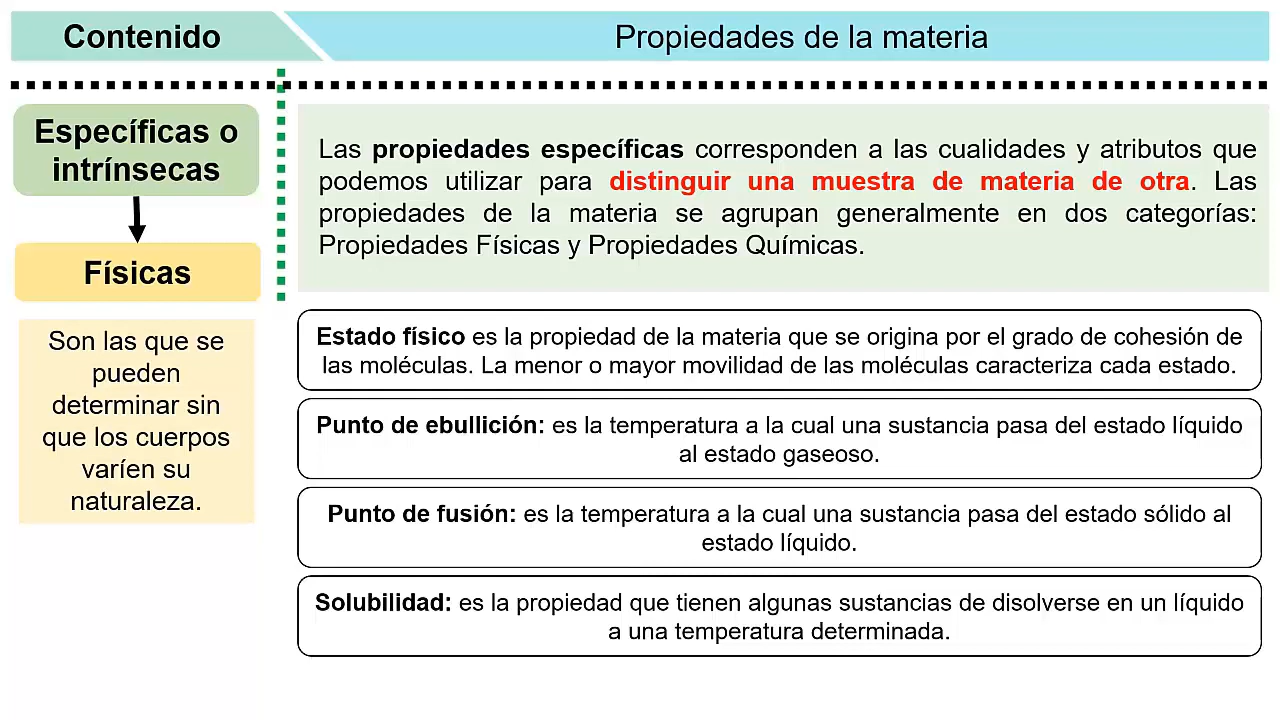 Contenido
Propiedades de la materia
Específicas o
intrínsecas
Físicas
Son las que se
pueden
determinar sin
que los cuerpos
varíen su
naturaleza.
Las propiedades específicas corresponden a las cualidades y atributos que
podemos utilizar para distinguir una muestra de materia de otra. Las
propiedades de la materia se agrupan generalmente en dos categorías:
Propiedades Físicas y Propiedades Químicas.
Estado físico es la propiedad de la materia que se origina por el grado de cohesión de
las moléculas. La menor o mayor movilidad de las moléculas caracteriza cada estado.
Punto de ebullición: es la temperatura a la cual una sustancia pasa del estado líquido
al estado gaseoso.
Punto de fusión: es la temperatura a la cual una sustancia pasa del estado sólido al
estado líquido.
Solubilidad: es la propiedad que tienen algunas sustancias de disolverse en un líquido
a una temperatura determinada.